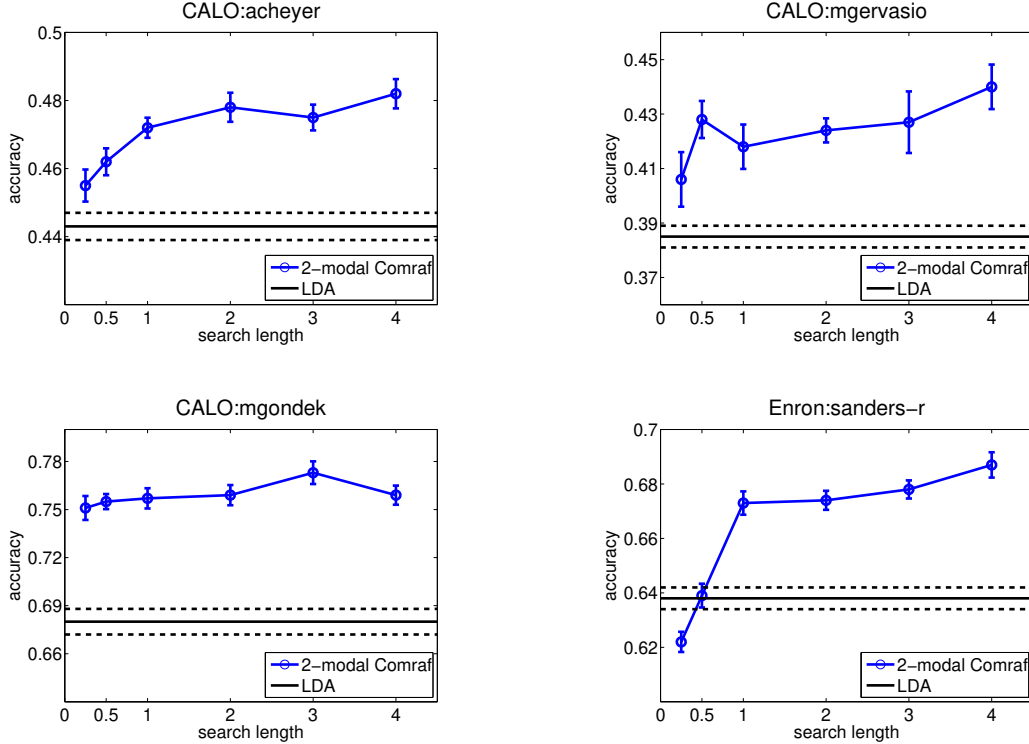 CALO:acheyer
0.5
0.48
0.46
0.44
accuracy
2-modal Comraf
LDA
0 0.5 1 2 3 4
search length
CALO:mgervasio
0.45
0.43
0.41
0.39
0.37
accuracy
2-modal Comraf
LDA
0 0.5 1 2 3 4
search length
CALO:mgondek
0.78
0.75
0.72
0.69
0.66
accuracy
2-modal Comraf
LDA
0 0.5 1 2 3 4
search length
Enron:sanders-r
0.7
0.68
0.66
0.64
0.62
accuracy
2-modal Comraf
LDA
0 0.5 1 2 3 4
search length